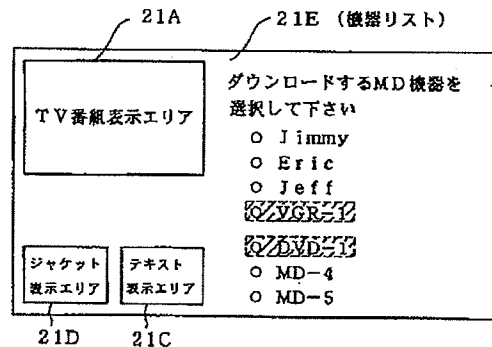 21A
21E (機器リスト)
TV番組表示エリア
ダウンロードするMD機器を
選択して下さい
○ Jimmy
○ Eric
○ Jeff
○ VGR-1
○ DVD-1
○ MD-4
○ MD-5
ジャケット
表示エリア
テキスト
表示エリア
21D
21C